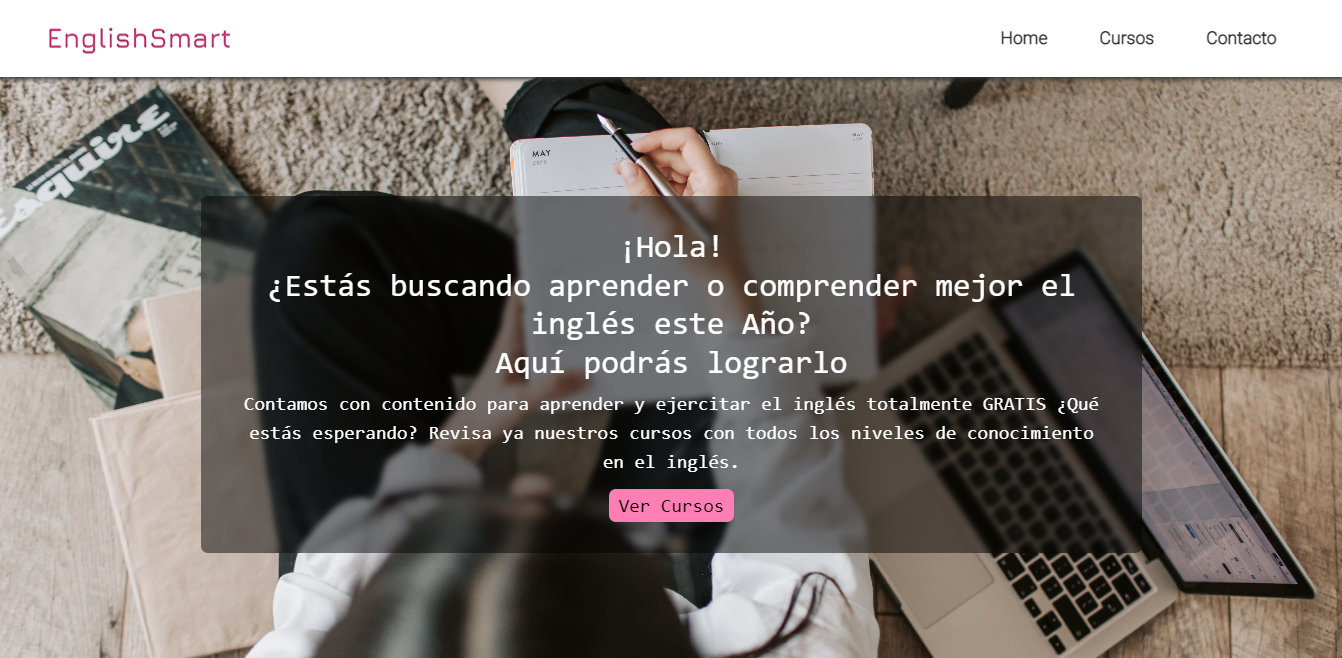 EnglishSmart
Home Cursos Contacto
Esquire
MAY
MAY
¡Hola!
¿Estás buscando aprender o comprender mejor el
inglés este Año?
Aquí podrás lograrlo
Contamos con contenido para aprender y ejercitar el inglés totalmente GRATIS ¿Qué
estás esperando? Revisa ya nuestros cursos con todos los niveles de conocimiento
en el inglés.
Ver Cursos